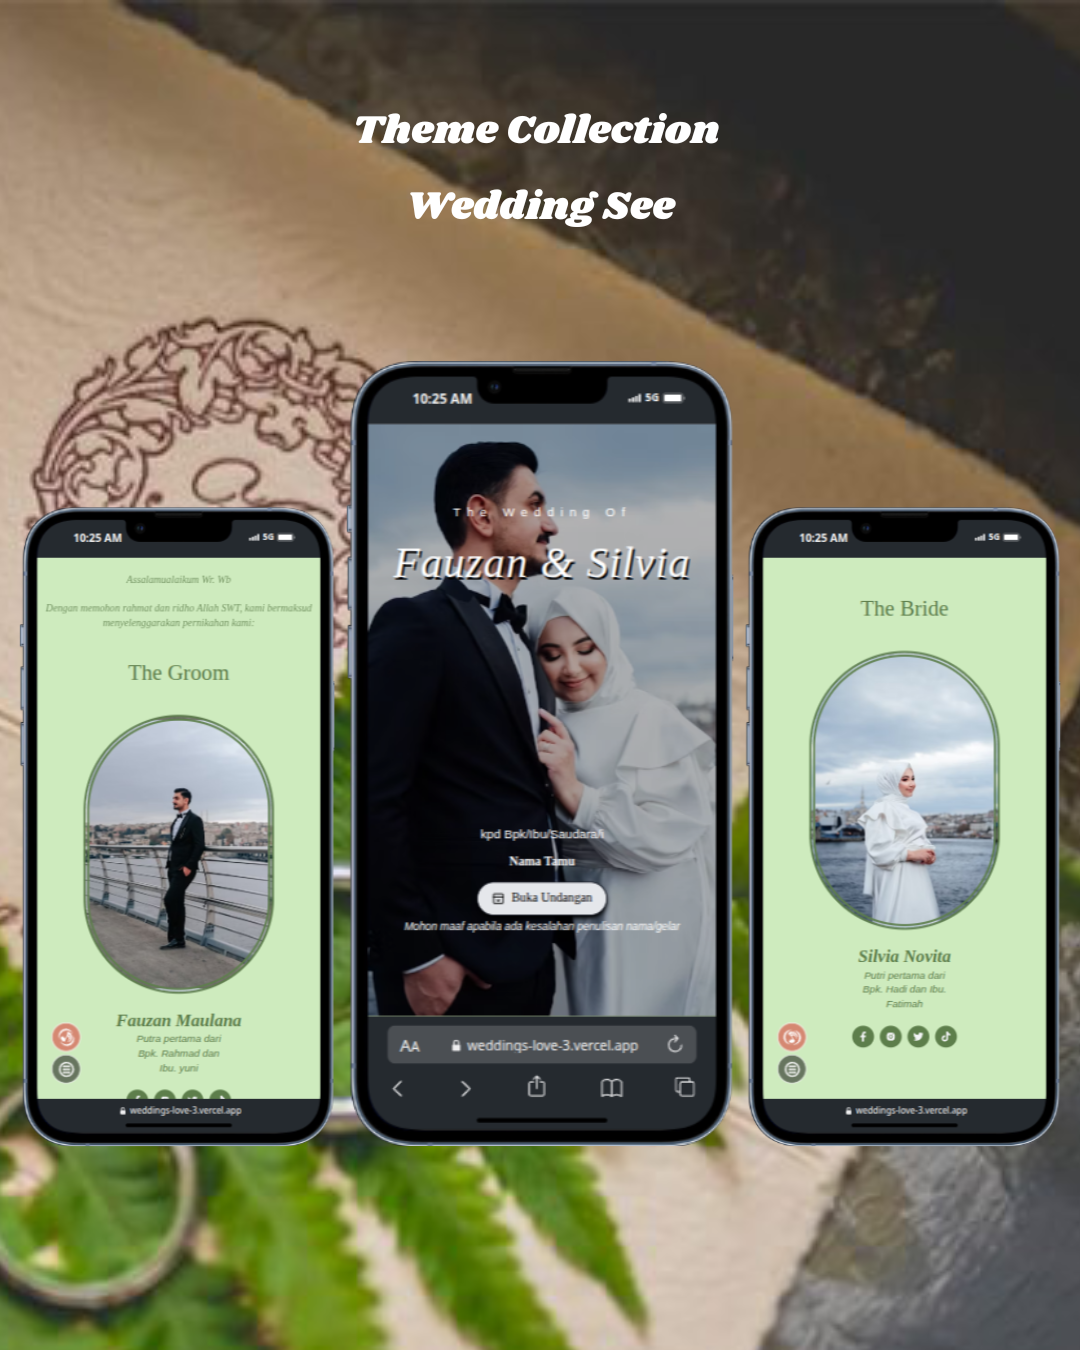 Theme Collection
Wedding See
10:25 AM
5G
Assalamualaikum Wr. Wb
Dengan memohon rahmat dan ridho Allah SWT, kami bermaksud
menyelenggarakan pernikahan kami:
The Groom
Fauzan Maulana
Putra pertama dari
Bpk. Rahmad dan
Ibu. yuni
weddings-love-3.vercel.app
10:25 AM
5G
The Wedding Of
Fauzan & Silvia
kpd Bpk/Ibu/Saudara/i
Nama Tamu
Buka Undangan
Mohon maaf apabila ada kesalahan penulisan nama/gelar
AA
weddings-love-3.vercel.app
10:25 AM
5G
The Bride
Silvia Novita
Putri pertama dari
Bpk. Hadi dan Ibu.
Fatimah
weddings-love-3.vercel.app